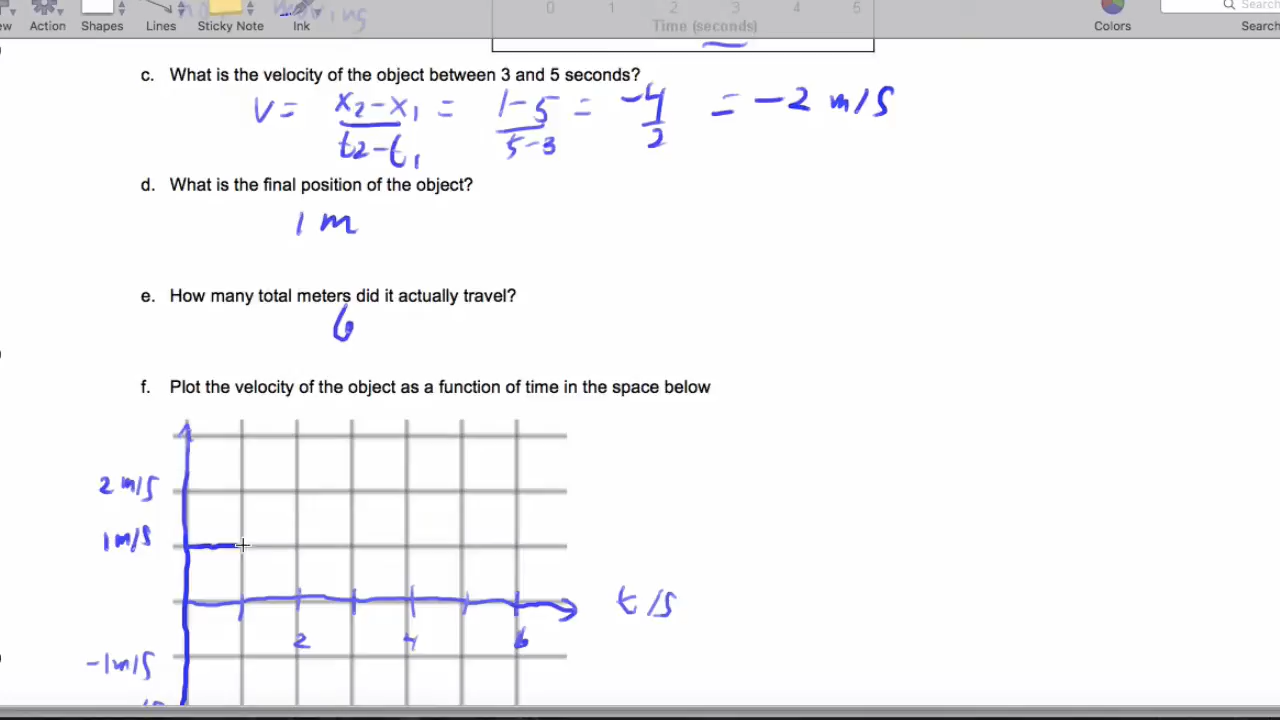 Action Shapes Lines Sticky Note Ink Colors Search
moving
0 1 2 3 4 5
Time (seconds)
c. What is the velocity of the object between 3 and 5 seconds?
V = x2-x1 / t2-t1 = 1-5 / 5-3 = -4 / 2 = -2 m/s
d. What is the final position of the object?
1 m
e. How many total meters did it actually travel?
6
f. Plot the velocity of the object as a function of time in the space below
2 m/s
1 m/s
t/s
2 4 6
-1 m/s